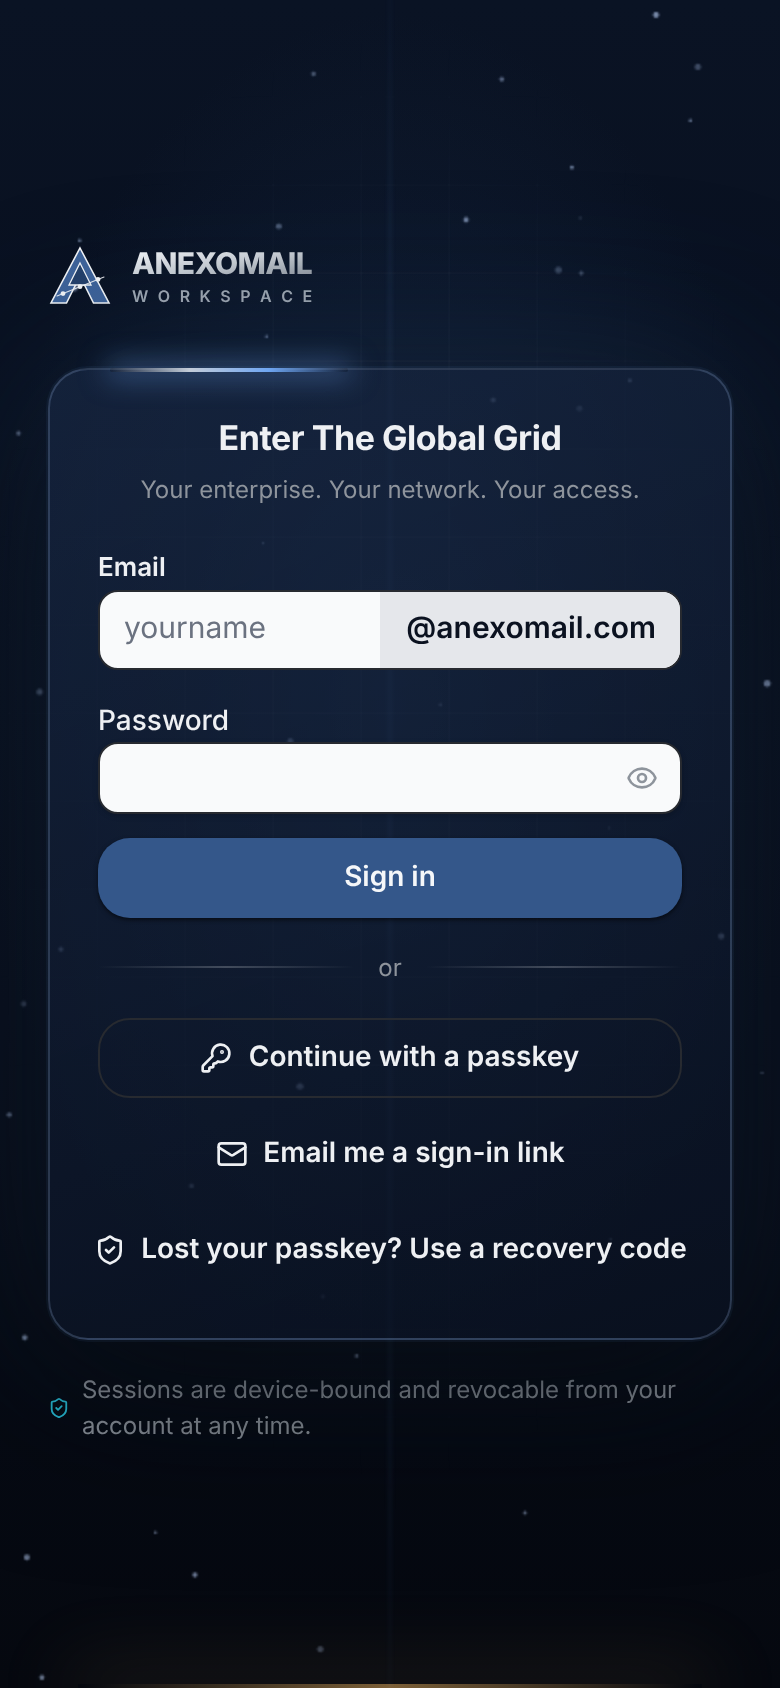 ANEXOMAIL
WORKSPACE
Enter The Global Grid
Your enterprise. Your network. Your access.
Email
yourname @anexomail.com
Password
Sign in
or
Continue with a passkey
Email me a sign-in link
Lost your passkey? Use a recovery code
Sessions are device-bound and revocable from your
account at any time.